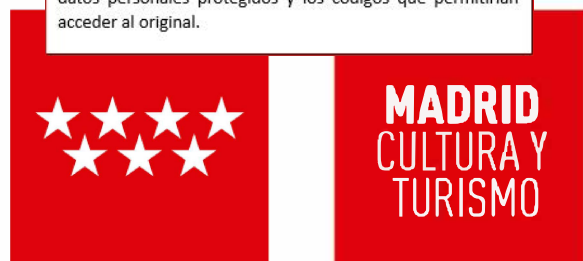 datos personales protegidos y los códigos que permitirían
acceder al original.
MADRID
CULTURA Y
TURISMO